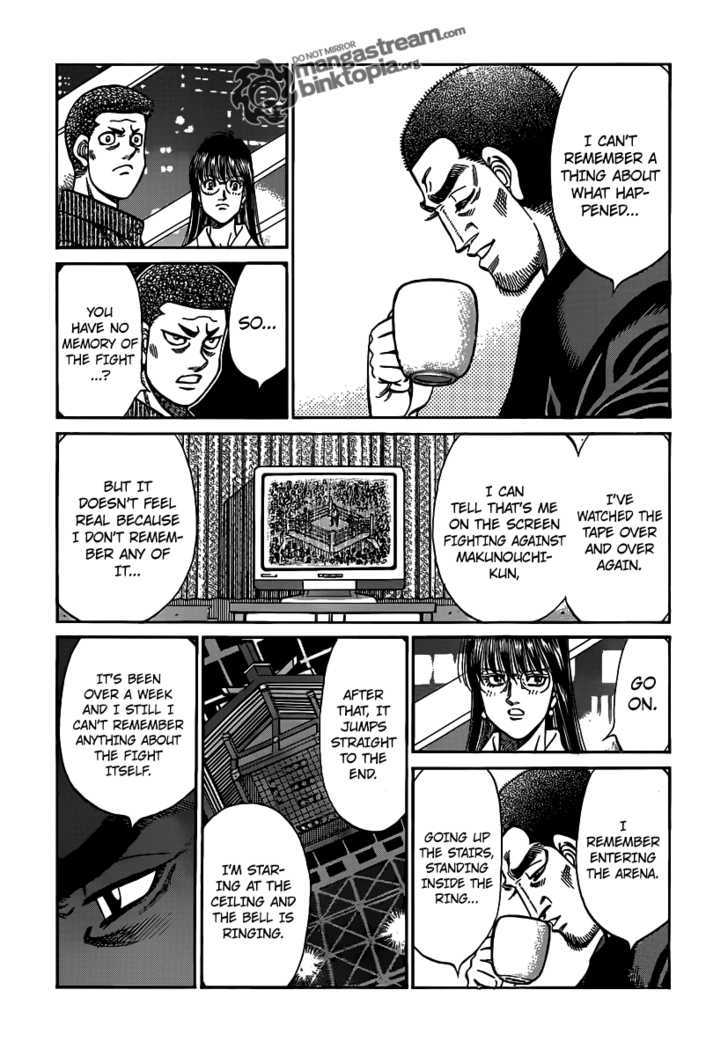 DO NOT MIRROR
mangastream.com
binktopia.org
I CAN'T
REMEMBER A
THING ABOUT
WHAT HAP-
PENED...
SO...
YOU
HAVE NO
MEMORY OF
THE FIGHT
...?
I'VE
WATCHED THE
TAPE OVER
AND OVER
AGAIN.
I CAN
TELL THAT'S ME
ON THE SCREEN
FIGHTING AGAINST
MAKUNOUCHI-
KUN,
BUT IT
DOESN'T FEEL
REAL BECAUSE
I DON'T REMEM-
BER ANY OF
IT...
GO
ON.
I
REMEMBER
ENTERING
THE ARENA.
GOING UP
THE STAIRS,
STANDING
INSIDE THE
RING...
AFTER
THAT, IT
JUMPS
STRAIGHT
TO THE
END.
I'M STAR-
ING AT THE
CEILING AND
THE BELL IS
RINGING.
IT'S BEEN
OVER A WEEK
AND I STILL I
CAN'T REMEMBER
ANYTHING ABOUT
THE FIGHT
ITSELF.